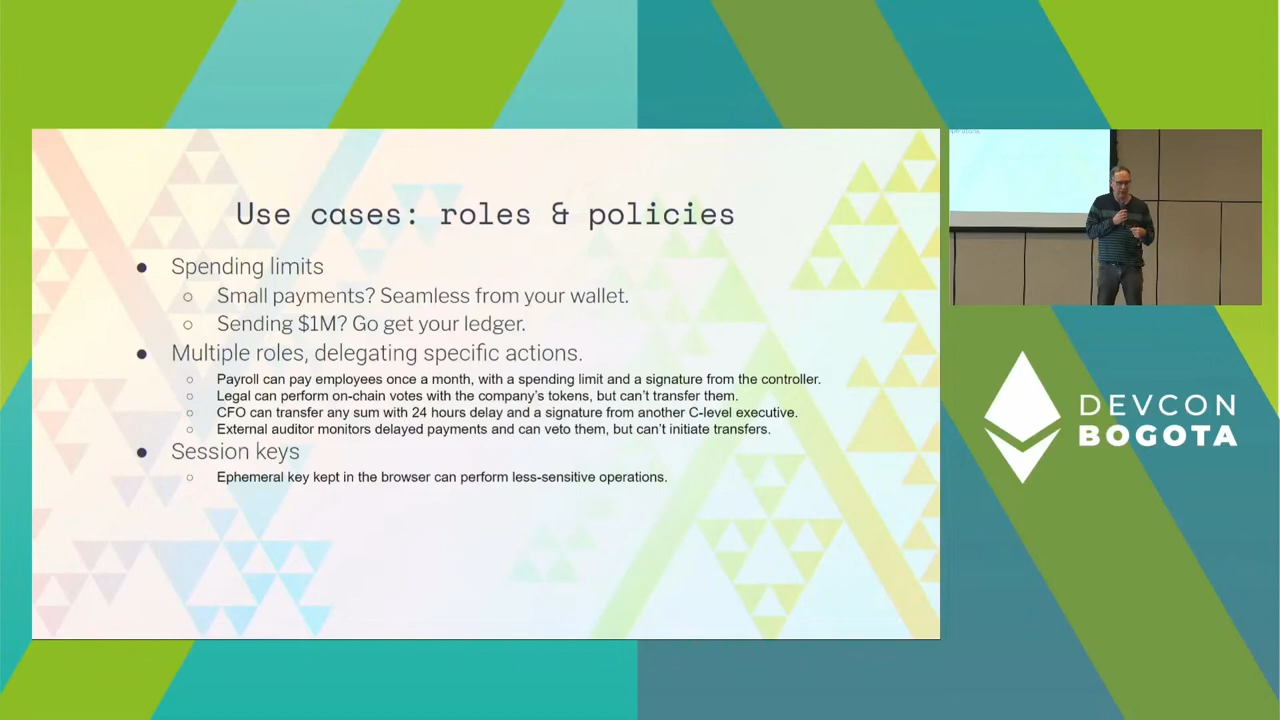 Use cases: roles & policies
● Spending limits
○ Small payments? Seamless from your wallet.
○ Sending $1M? Go get your ledger.
● Multiple roles, delegating specific actions.
○ Payroll can pay employees once a month, with a spending limit and a signature from the controller.
○ Legal can perform on-chain votes with the company’s tokens, but can’t transfer them.
○ CFO can transfer any sum with 24 hours delay and a signature from another C-level executive.
○ External auditor monitors delayed payments and can veto them, but can’t initiate transfers.
● Session keys
○ Ephemeral key kept in the browser can perform less-sensitive operations.
DEVCON
BOGOTA